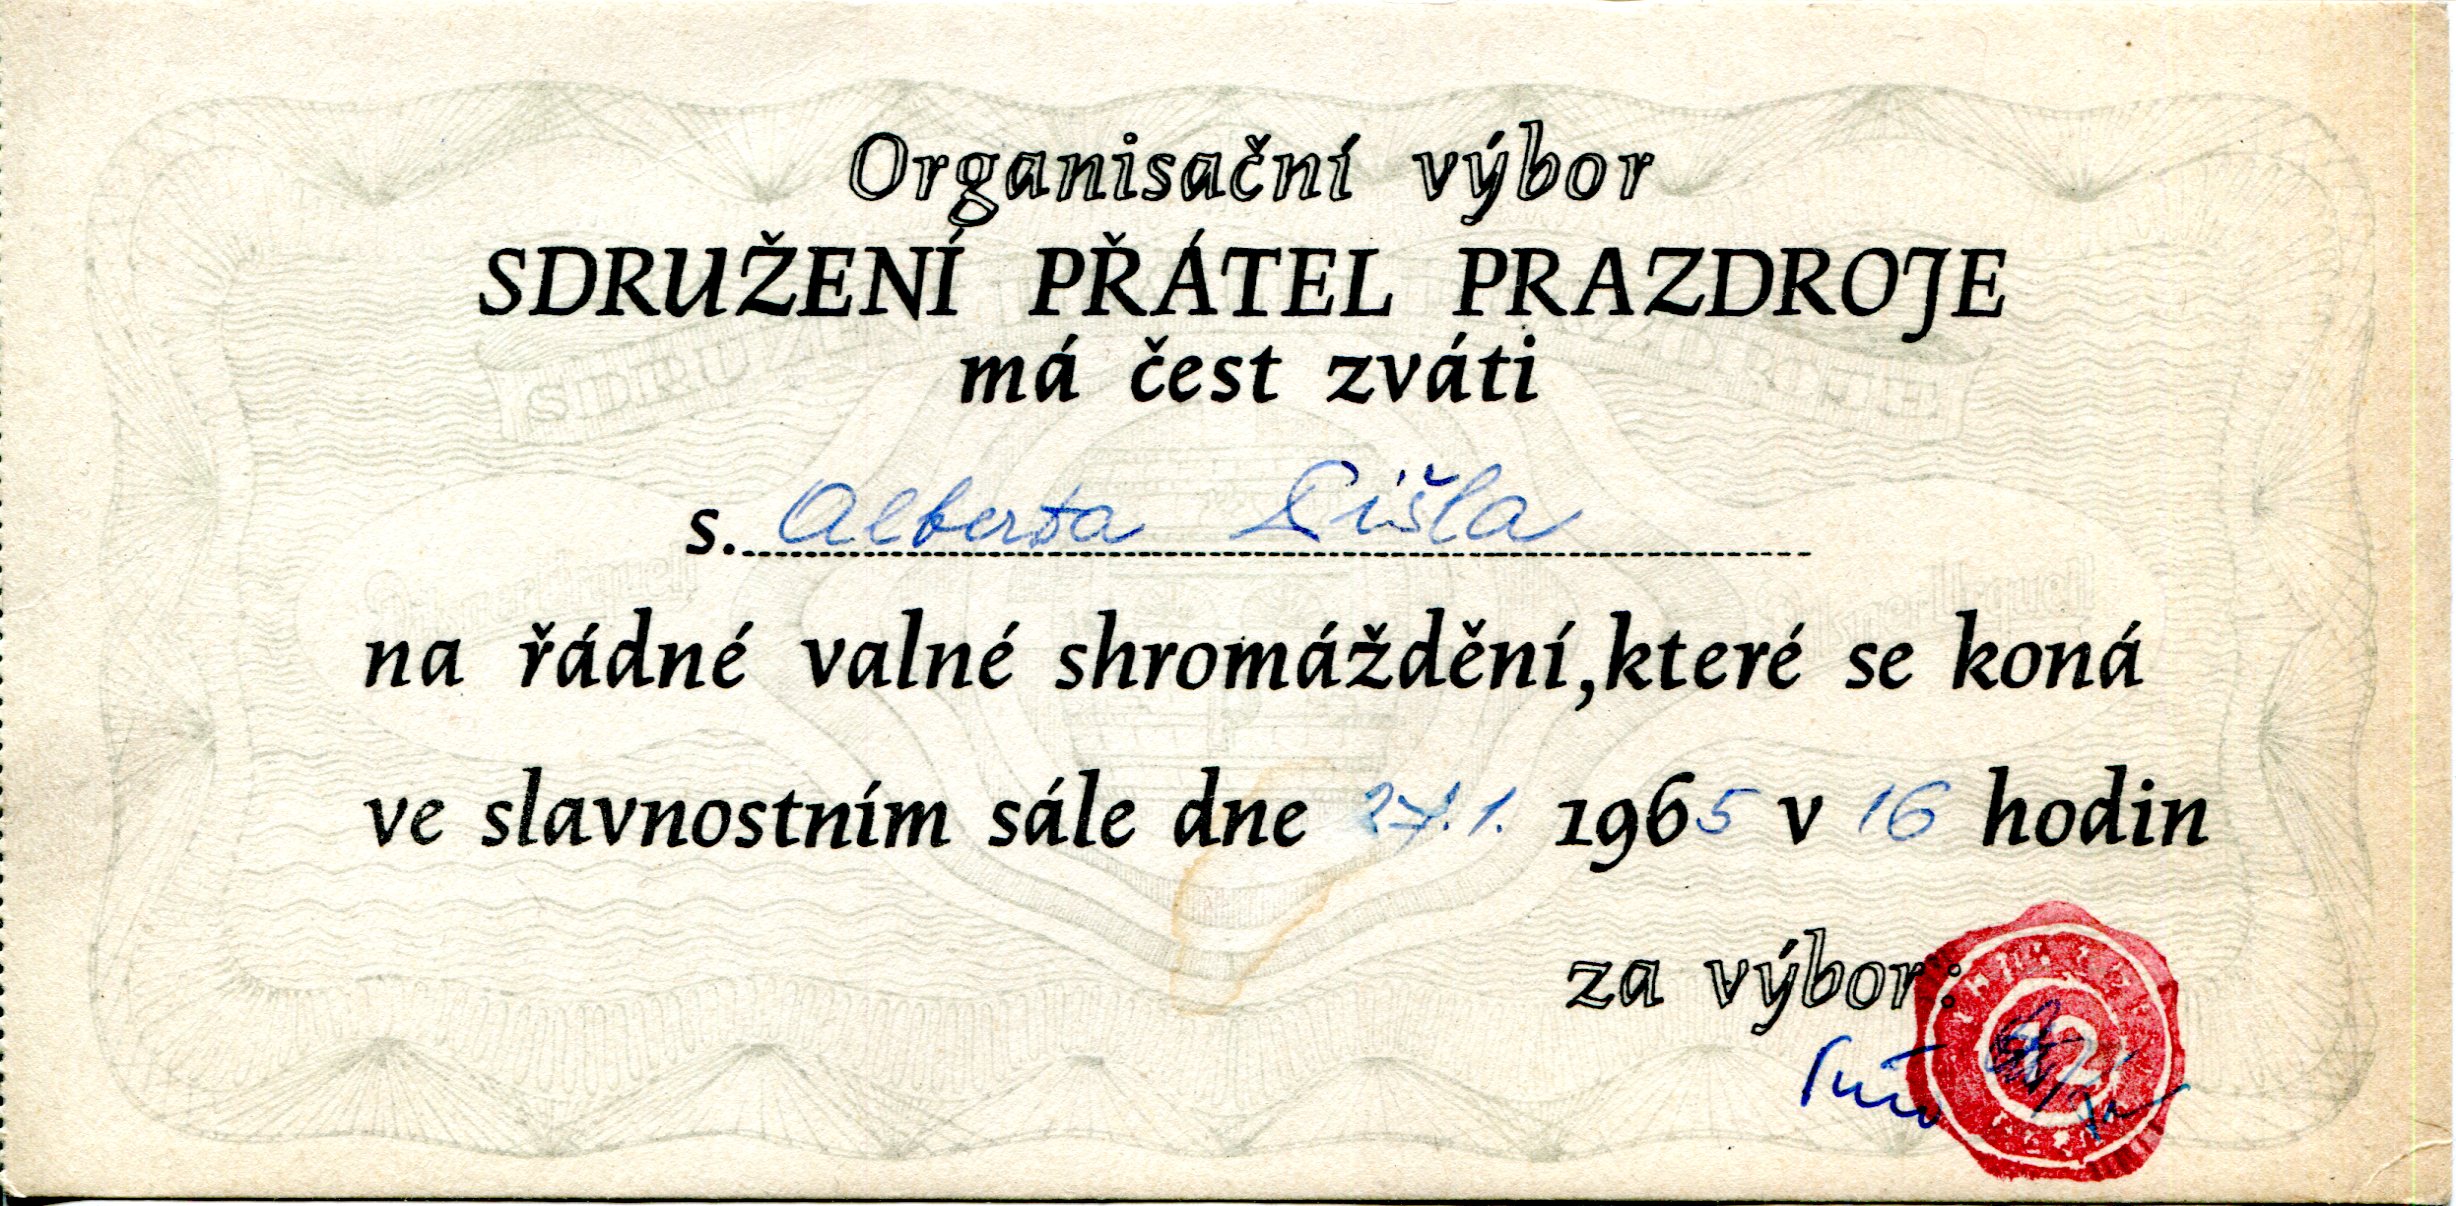 Organisační výbor
SDRUŽENÍ PŘÁTEL PRAZDROJE
má čest zváti
s. Alberta Píšla
na řádné valné shromáždění, které se koná
ve slavnostním sále dne 27.1. 1965 v 16 hodin
za výbor: